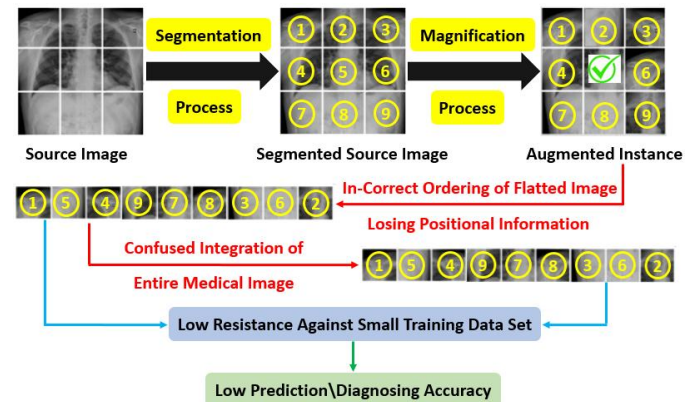 Segmentation
Process
Magnification
Process
1 2 3
4 5 6
7 8 9
1 2 3
4 6
7 8 9
Source Image
Segmented Source Image
Augmented Instance
1 5 4 9 7 8 3 6 2
In-Correct Ordering of Flatted Image
Losing Positional Information
Confused Integration of
Entire Medical Image
1 5 4 9 7 8 3 6 2
Low Resistance Against Small Training Data Set
Low Prediction\Diagnosing Accuracy